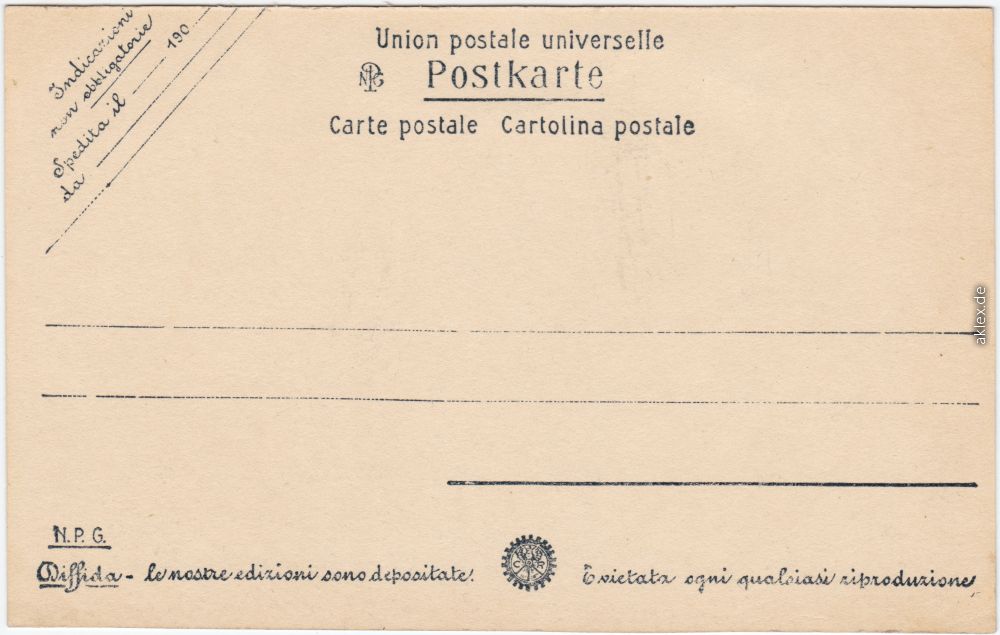 Indicazioni
non obbligatorie
Spedita il 190
da
Union postale universelle
NPG Postkarte
Carte postale Cartolina postale
N.P.G.
Diffida - le nostre edizioni sono depositate.
È vietata ogni qualsiasi riproduzione,
aklex.de